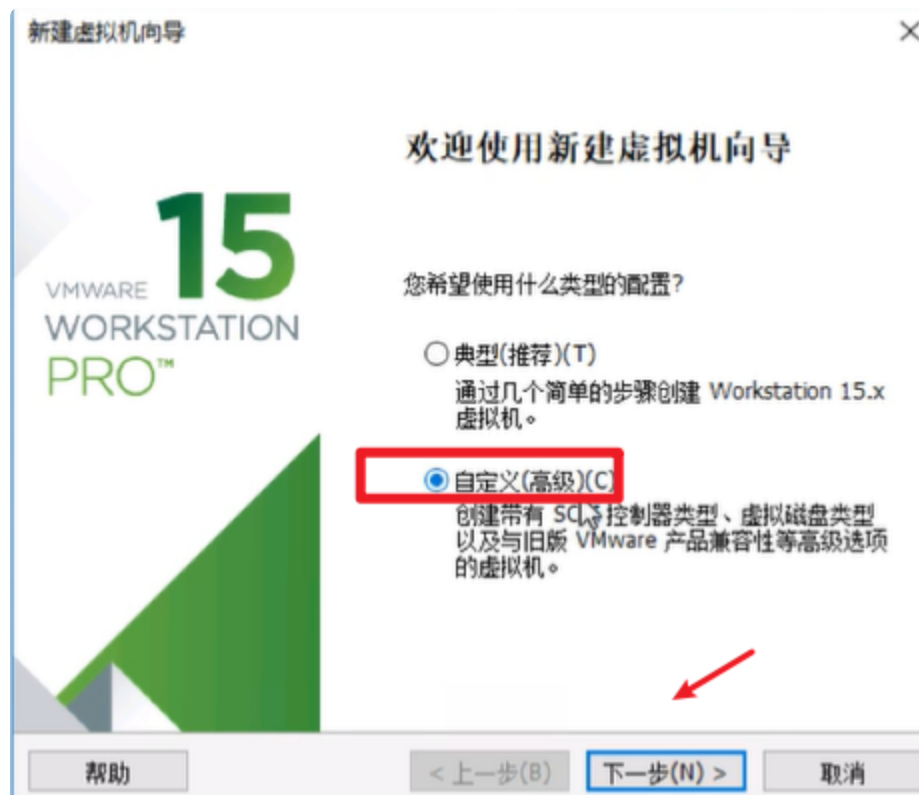 新建虚拟机向导
欢迎使用新建虚拟机向导
15
VMWARE
WORKSTATION
PRO™
您希望使用什么类型的配置?
典型(推荐)(T)
通过几个简单的步骤创建 Workstation 15.x
虚拟机。
自定义(高级)(C)
创建带有 控制器类型、虚拟磁盘类型
以及与旧版 VMware 产品兼容性等高级选项
的虚拟机。
帮助
< 上一步(B)
下一步(N) >
取消